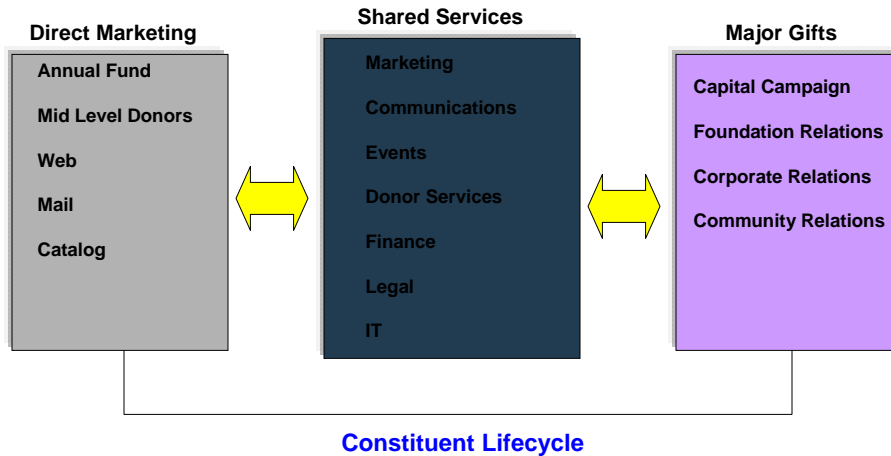 Direct Marketing
Annual Fund
Mid Level Donors
Web
Mail
Catalog
Shared Services
Marketing
Communications
Events
Donor Services
Finance
Legal
IT
Major Gifts
Capital Campaign
Foundation Relations
Corporate Relations
Community Relations
Constituent Lifecycle